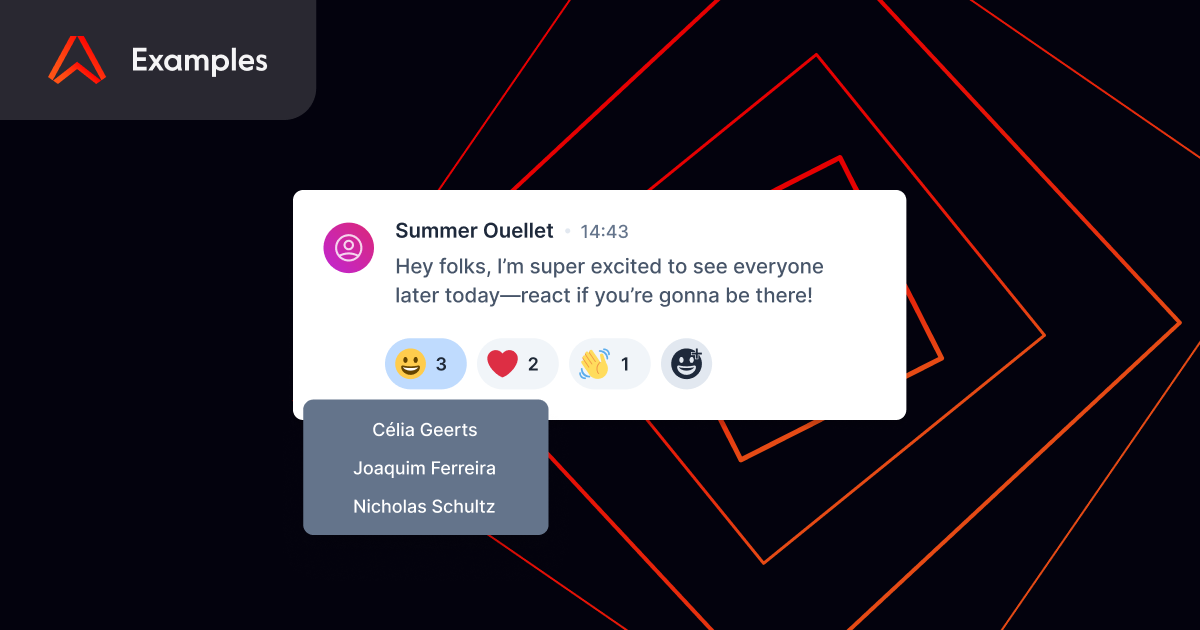 Examples
Summer Ouellet • 14:43
Hey folks, I’m super excited to see everyone
later today—react if you’re gonna be there!
3 2 1
Célia Geerts
Joaquim Ferreira
Nicholas Schultz